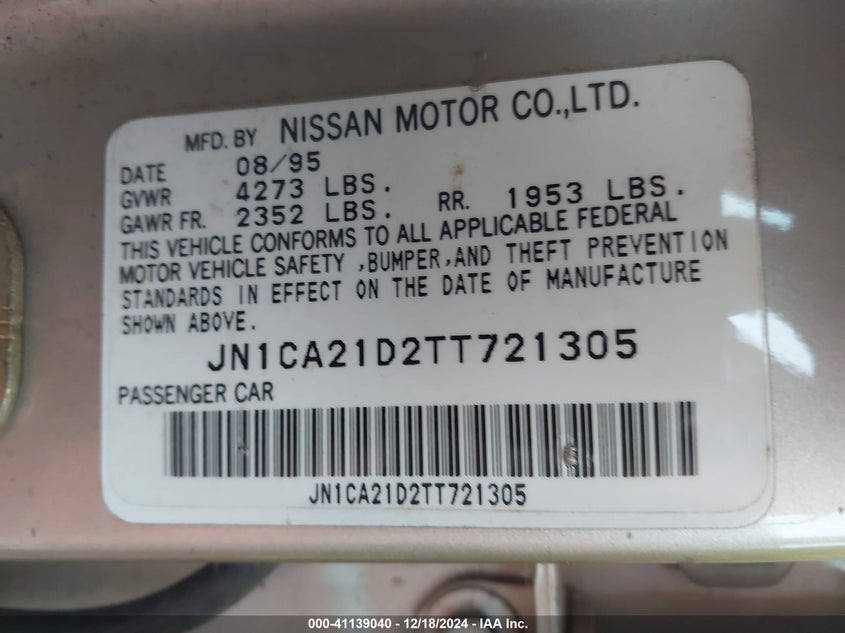 MFD. BY NISSAN MOTOR CO.,LTD.
DATE 08/95
GVWR 4273 LBS.
GAWR FR. 2352 LBS. RR. 1953 LBS.
THIS VEHICLE CONFORMS TO ALL APPLICABLE FEDERAL
MOTOR VEHICLE SAFETY ,BUMPER,AND THEFT PREVENTION
STANDARDS IN EFFECT ON THE DATE OF MANUFACTURE
SHOWN ABOVE.
JN1CA21D2TT721305
PASSENGER CAR
JN1CA21D2TT721305
000-41139040 - 12/18/2024 - IAA Inc.